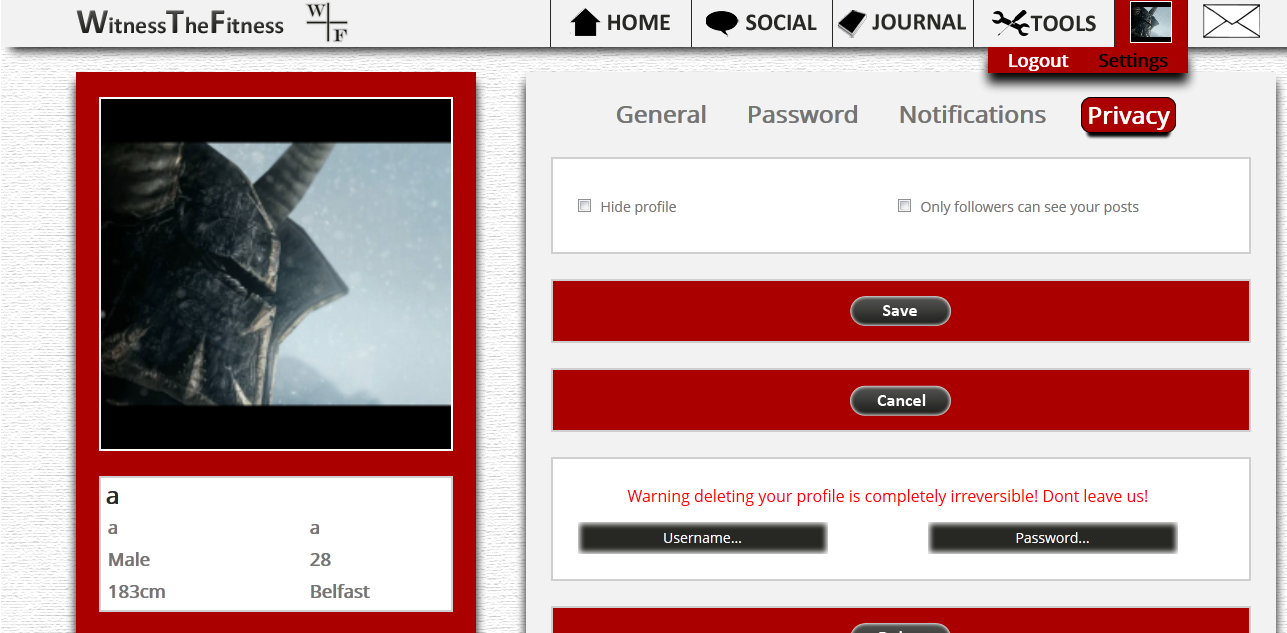 WitnessTheFitness W F HOME SOCIAL JOURNAL TOOLS
Logout Settings
General Password Notifications Privacy
Hide profile Only followers can see your posts
Save
Cancel
Warning deleting your profile is completely irreversible! Dont leave us!
Username... Password...
a
a a
Male 28
183cm Belfast